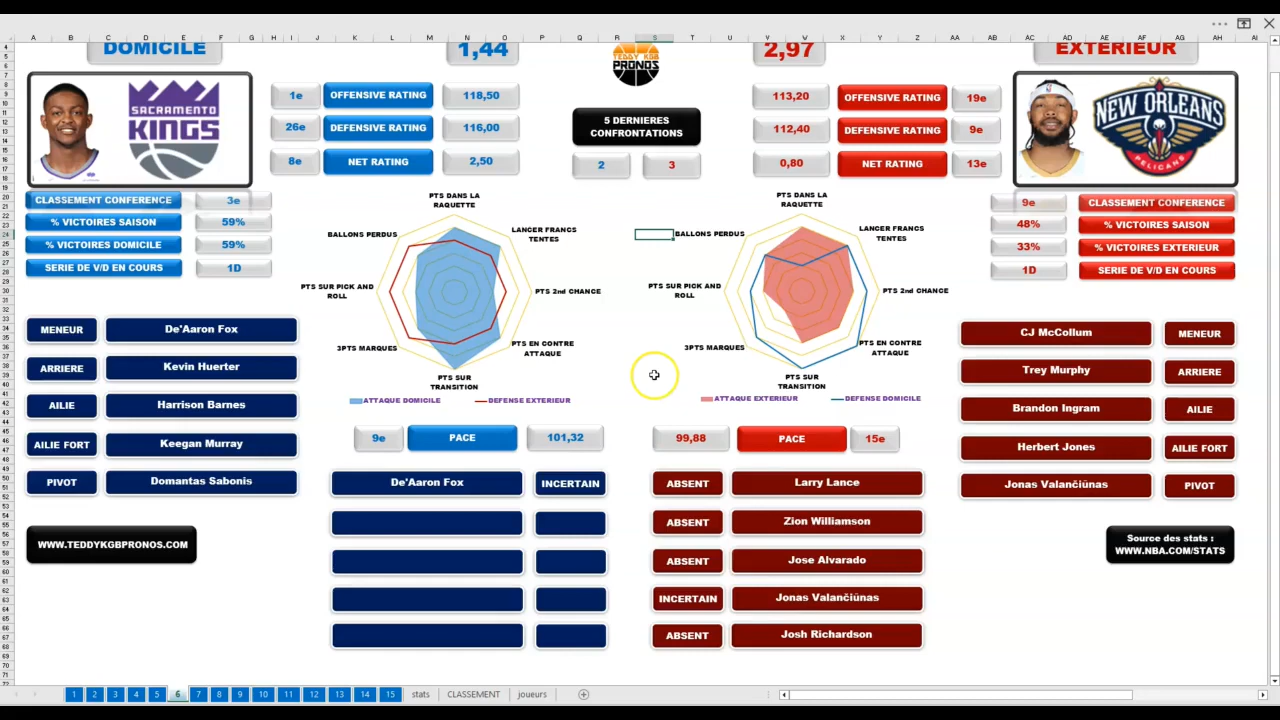 DOMICILE
1,44
TEDDY KGB
PRONOS
2,97
EXTERIEUR
SACRAMENTO
KINGS
1e OFFENSIVE RATING 118,50
26e DEFENSIVE RATING 116,00
8e NET RATING 2,50
5 DERNIERES
CONFRONTATIONS
2 3
113,20 OFFENSIVE RATING 19e
112,40 DEFENSIVE RATING 9e
0,80 NET RATING 13e
NEW ORLEANS
PELICANS
CLASSEMENT CONFERENCE 3e
% VICTOIRES SAISON 59%
% VICTOIRES DOMICILE 59%
SERIE DE V/D EN COURS 1D
PTS DANS LA
RAQUETTE
BALLONS PERDUS
LANCER FRANCS
TENTES
PTS SUR PICK AND
ROLL
PTS 2nd CHANCE
3PTS MARQUES
PTS EN CONTRE
ATTAQUE
PTS SUR
TRANSITION
ATTAQUE DOMICILE DEFENSE EXTERIEUR
PTS DANS LA
RAQUETTE
BALLONS PERDUS
LANCER FRANCS
TENTES
PTS SUR PICK AND
ROLL
PTS 2nd CHANCE
3PTS MARQUES
PTS EN CONTRE
ATTAQUE
PTS SUR
TRANSITION
ATTAQUE EXTERIEUR DEFENSE DOMICILE
9e CLASSEMENT CONFERENCE
48% % VICTOIRES SAISON
33% % VICTOIRES EXTERIEUR
1D SERIE DE V/D EN COURS
MENEUR De'Aaron Fox
ARRIERE Kevin Huerter
AILIE Harrison Barnes
AILIE FORT Keegan Murray
PIVOT Domantas Sabonis
CJ McCollum MENEUR
Trey Murphy ARRIERE
Brandon Ingram AILIE
Herbert Jones AILIE FORT
Jonas Valančiūnas PIVOT
9e PACE 101,32
99,88 PACE 15e
De'Aaron Fox INCERTAIN
ABSENT Larry Lance
ABSENT Zion Williamson
ABSENT Jose Alvarado
INCERTAIN Jonas Valančiūnas
ABSENT Josh Richardson
WWW.TEDDYKGBPRONOS.COM
Source des stats :
WWW.NBA.COM/STATS
1 2 3 4 5 6 7 8 9 10 11 12 13 14 15 stats CLASSEMENT joueurs